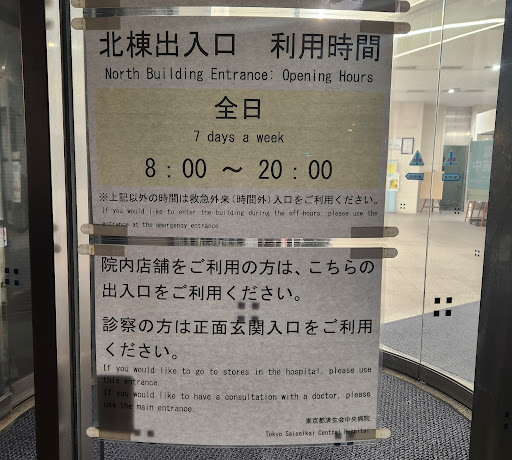 北棟出入口　利用時間
North Building Entrance: Opening Hours
全日
7 days a week
8：00 ～ 20：00
※上記以外の時間は救急外来(時間外)入口をご利用ください。
If you would like to enter the building during the off-hours, please use the
entrance at the emergency entrance
院内店舗をご利用の方は、こちらの
出入口をご利用ください。
診察の方は正面玄関入口をご利用
ください。
If you would like to go to stores in the hospital, please use
this entrance.
If you would like to have a consultation with a doctor, please
use the main entrance.
東京都済生会中央病院
Tokyo Saiseikai Central Hospital